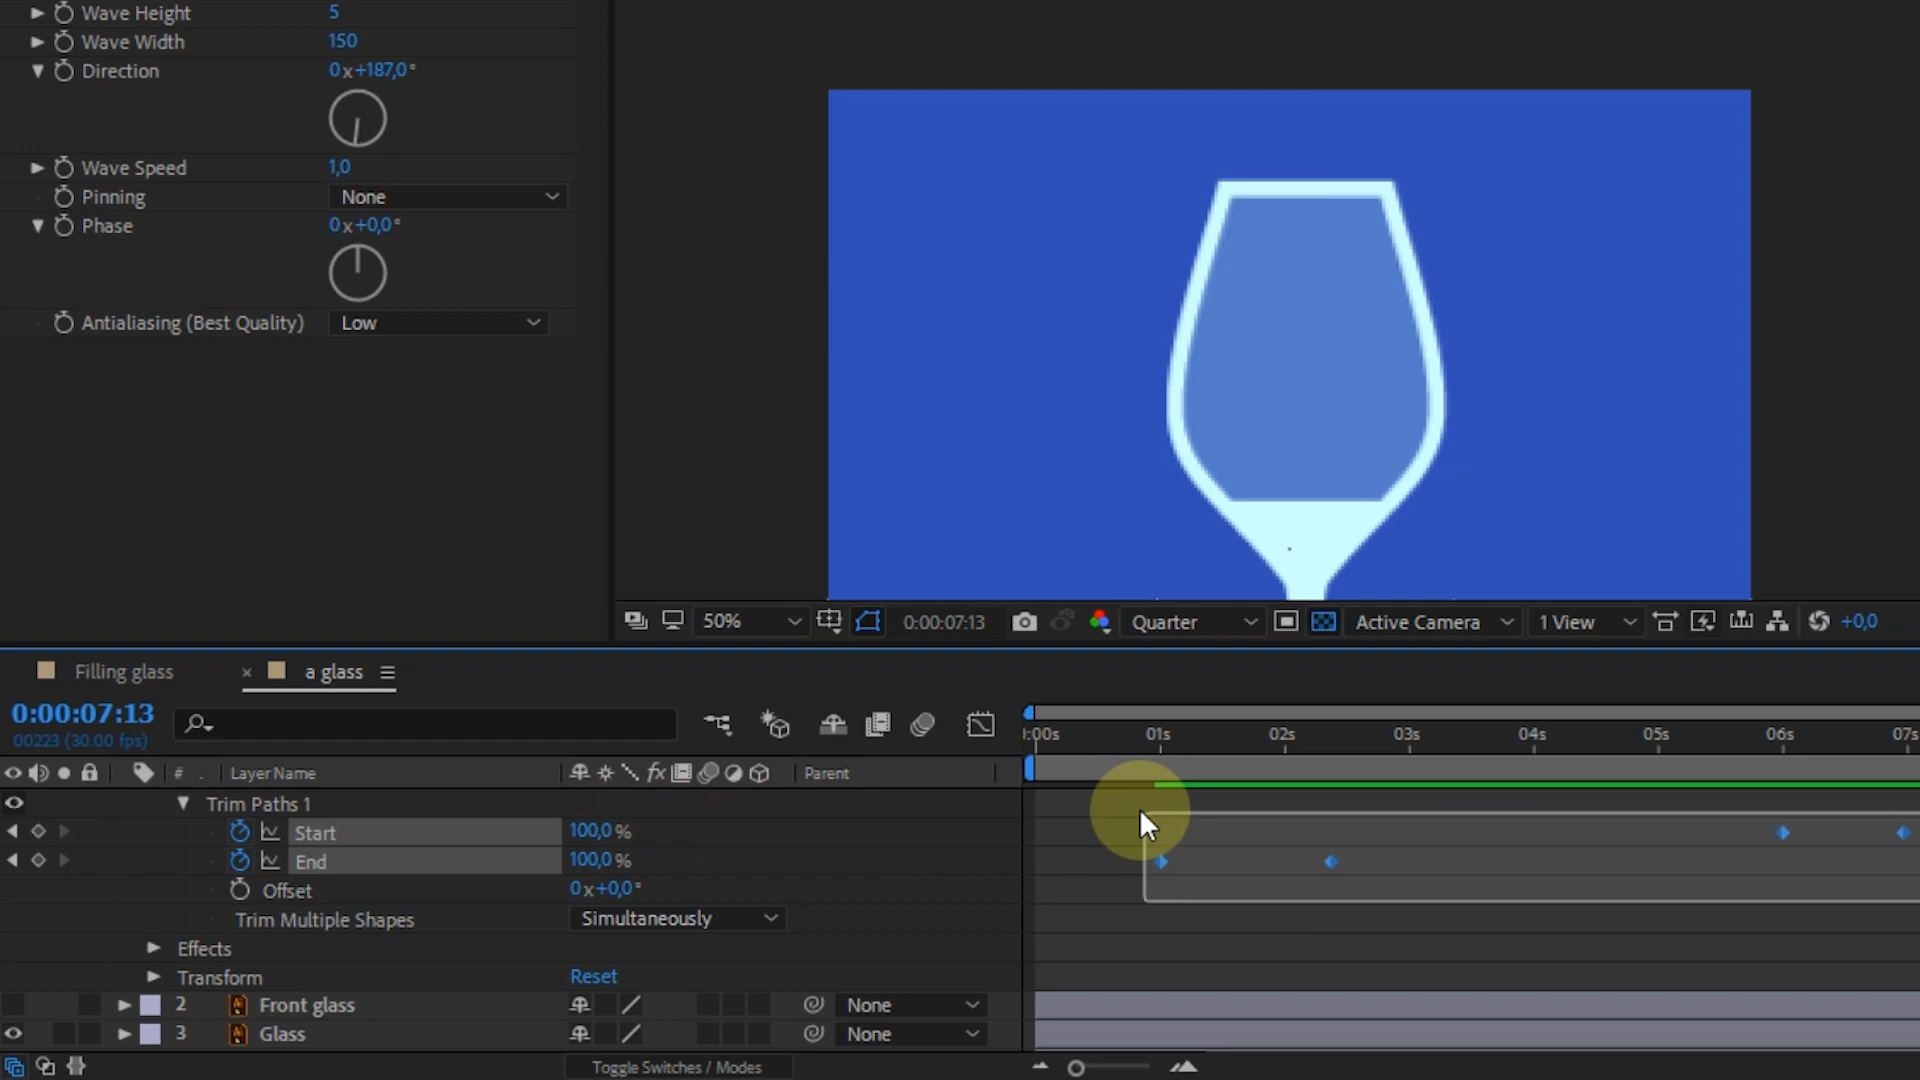 Wave Height 5
Wave Width 150
Direction 0x+187,0°
Wave Speed 1,0
Pinning None
Phase 0x+0,0°
Antialiasing (Best Quality) Low
50% 0:00:07:13 Quarter Active Camera 1 View +0,0
Filling glass × a glass
0:00:07:13
00223 (30.00 fps)
):00s 01s 02s 03s 04s 05s 06s 07s
# . Layer Name fx Parent
Trim Paths 1
Start 100,0 %
End 100,0 %
Offset 0x+0,0°
Trim Multiple Shapes Simultaneously
Effects
Transform Reset
2 Ai Front glass None
3 Ai Glass None
Toggle Switches / Modes